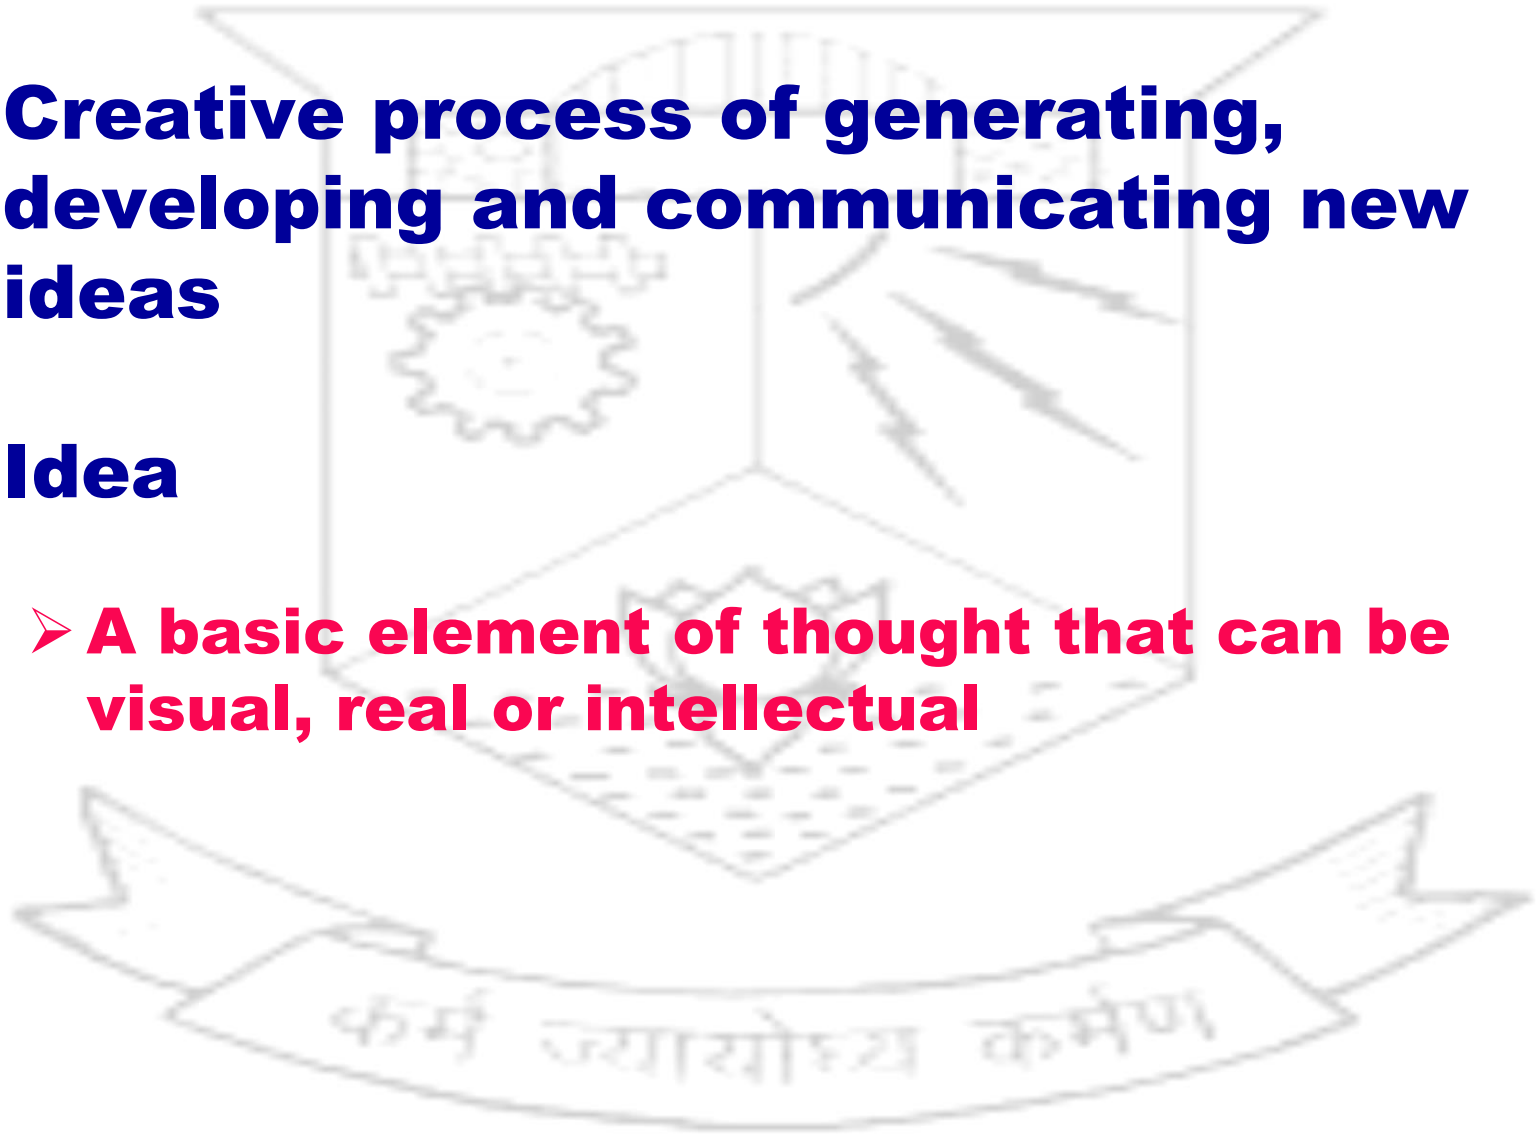 Creative process of generating,
developing and communicating new
ideas
Idea
➢ A basic element of thought that can be
visual, real or intellectual
कर्म ज्यायोध्य कर्मण